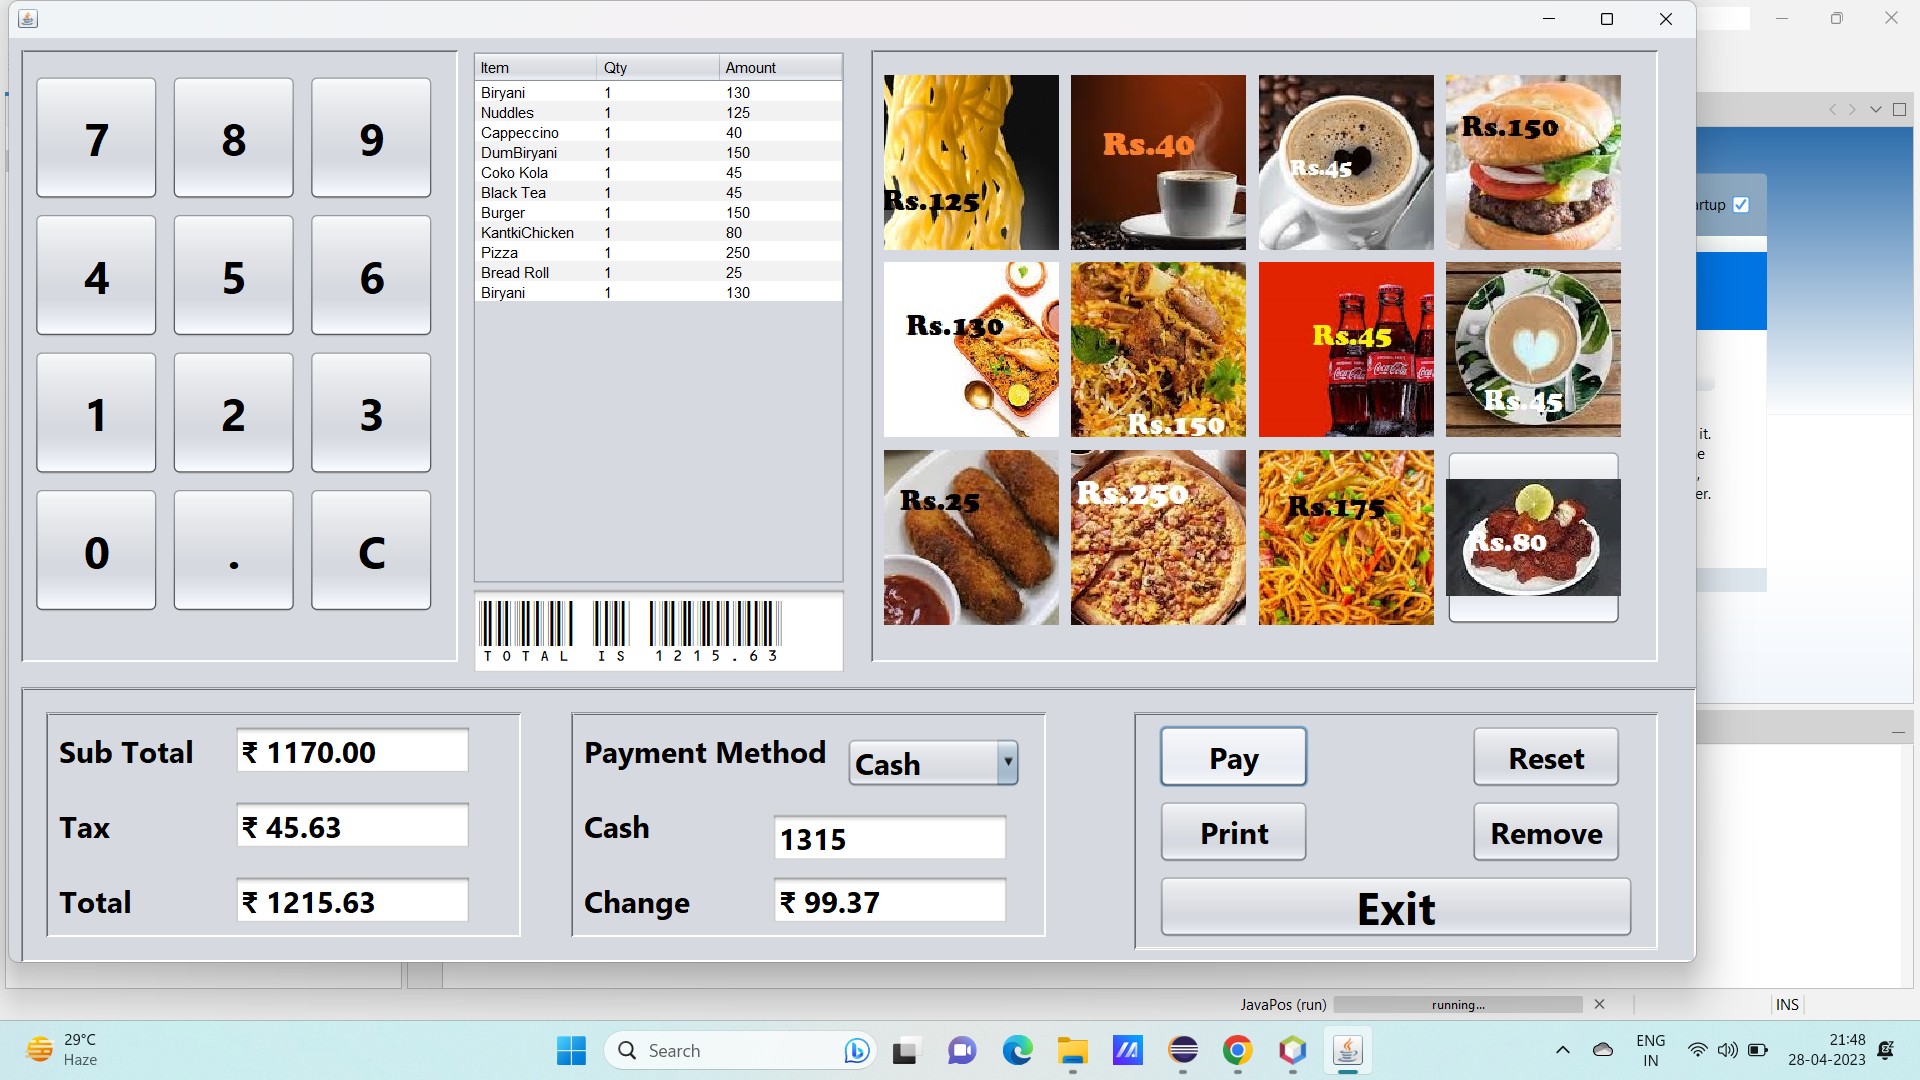 Item Qty Amount
Biryani 1 130
Nuddles 1 125
Cappeccino 1 40
DumBiryani 1 150
Coko Kola 1 45
Black Tea 1 45
Burger 1 150
KantkiChicken 1 80
Pizza 1 250
Bread Roll 1 25
Biryani 1 130
7 8 9
4 5 6
1 2 3
0 . C
TOTAL IS 1215.63
Rs.125
Rs.40
Rs.45
Rs.150
Rs.130
Rs.150
Rs.45
Coca-Cola
Rs.45
Rs.25
Rs.250
Rs.175
Rs.80
artup
it.
e
,
er.
Sub Total ₹ 1170.00
Tax ₹ 45.63
Total ₹ 1215.63
Payment Method Cash
Cash 1315
Change ₹ 99.37
Pay Reset
Print Remove
Exit
JavaPos (run) running... INS
29°C
Haze
Search
ENG
IN
21:48
28-04-2023